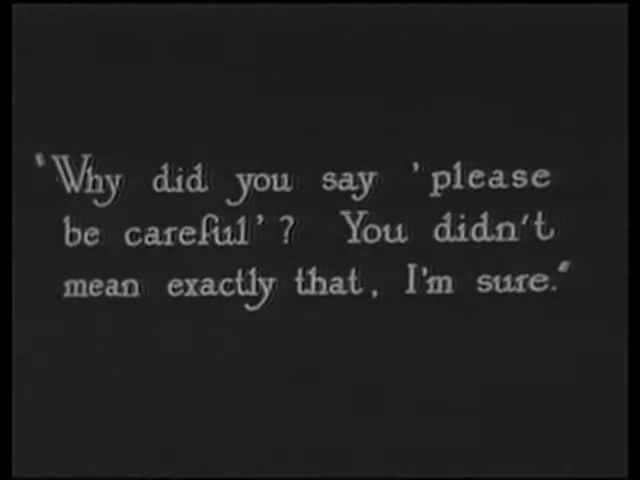 "Why did you say 'please
be careful'? You didn't
mean exactly that, I'm sure."